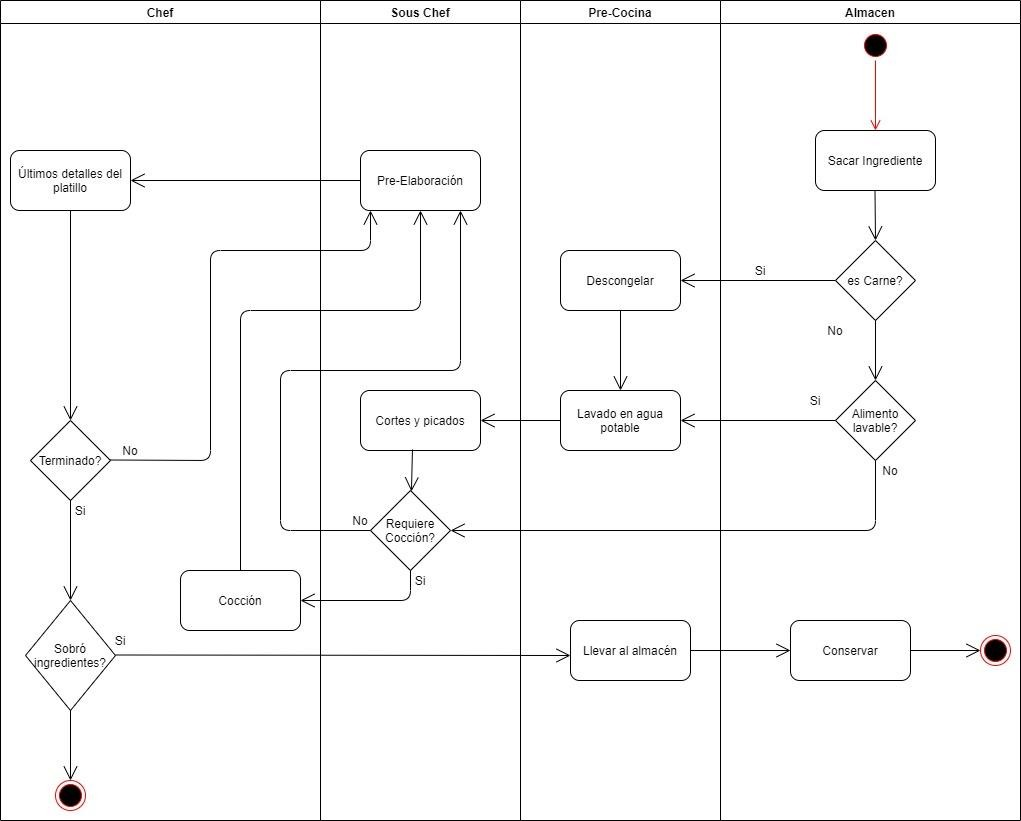 Chef
Sous Chef
Pre-Cocina
Almacen
Sacar Ingrediente
Últimos detalles del
platillo
Pre-Elaboración
Si
Descongelar
es Carne?
No
Si
Cortes y picados
Lavado en agua
potable
Alimento
lavable?
No
Terminado?
No
Si
No
Requiere
Cocción?
Si
Cocción
Si
Sobró
ingredientes?
Llevar al almacén
Conservar